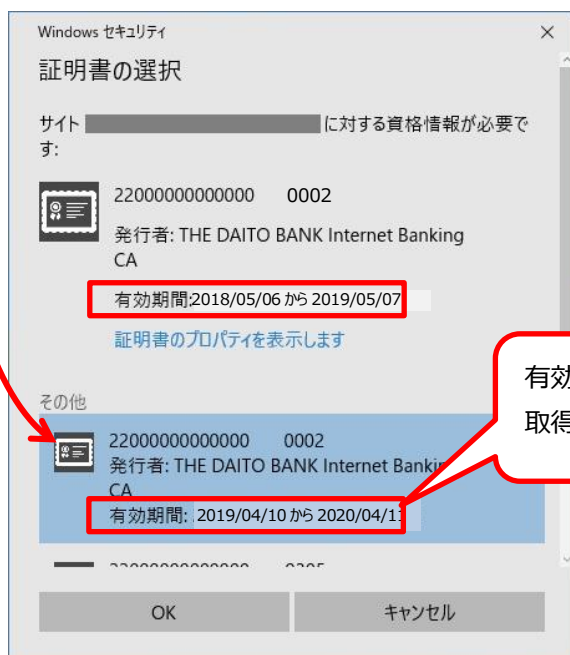 Windows セキュリティ
証明書の選択
サイト に対する資格情報が必要で
す:
22000000000000 0002
発行者: THE DAITO BANK Internet Banking
CA
有効期間:2018/05/06 から 2019/05/07
証明書のプロパティを表示します
その他
22000000000000 0002
発行者: THE DAITO BANK Internet Bankin
CA
有効期間: 2019/04/10 から 2020/04/11
有効
取得
OK キャンセル